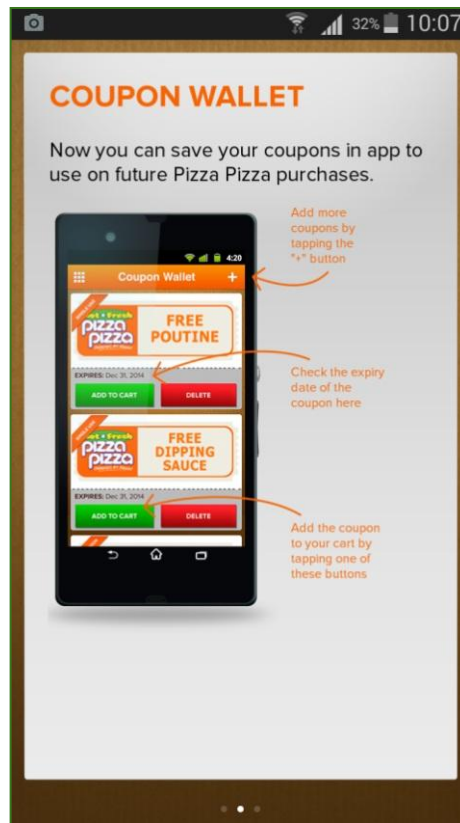 32% 10:07
COUPON WALLET
Now you can save your coupons in app to
use on future Pizza Pizza purchases.
Add more
coupons by
tapping the
"+" button
4:20
Coupon Wallet +
Hot • Fresh
pizza
pizza
FREE
POUTINE
EXPIRES: Dec 31, 2014
ADD TO CART DELETE
Check the expiry
date of the
coupon here
Hot • Fresh
pizza
pizza
FREE
DIPPING
SAUCE
EXPIRES: Dec 31, 2014
ADD TO CART DELETE
Add the coupon
to your cart by
tapping one of
these buttons